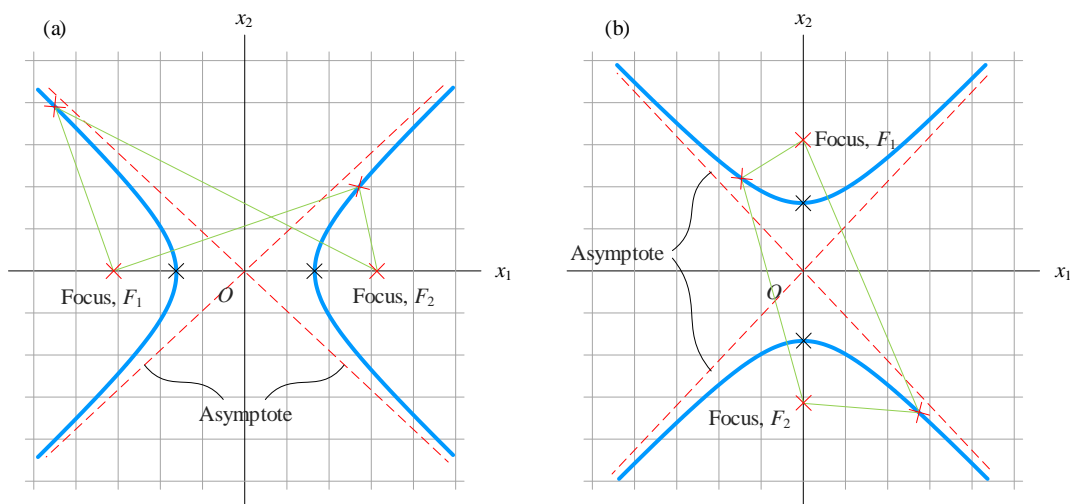 (a)
x₂
x₁
O
Focus, F₁
Focus, F₂
Asymptote
(b)
x₂
x₁
O
Focus, F₁
Focus, F₂
Asymptote